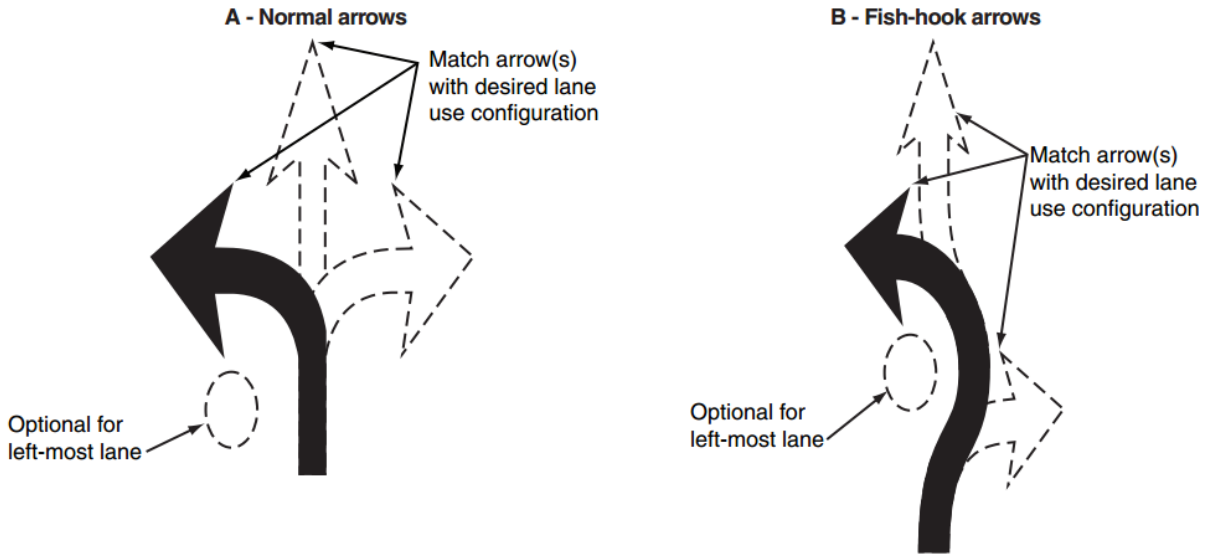 A - Normal arrows
Match arrow(s)
with desired lane
use configuration
Optional for
left-most lane
B - Fish-hook arrows
Match arrow(s)
with desired lane
use configuration
Optional for
left-most lane